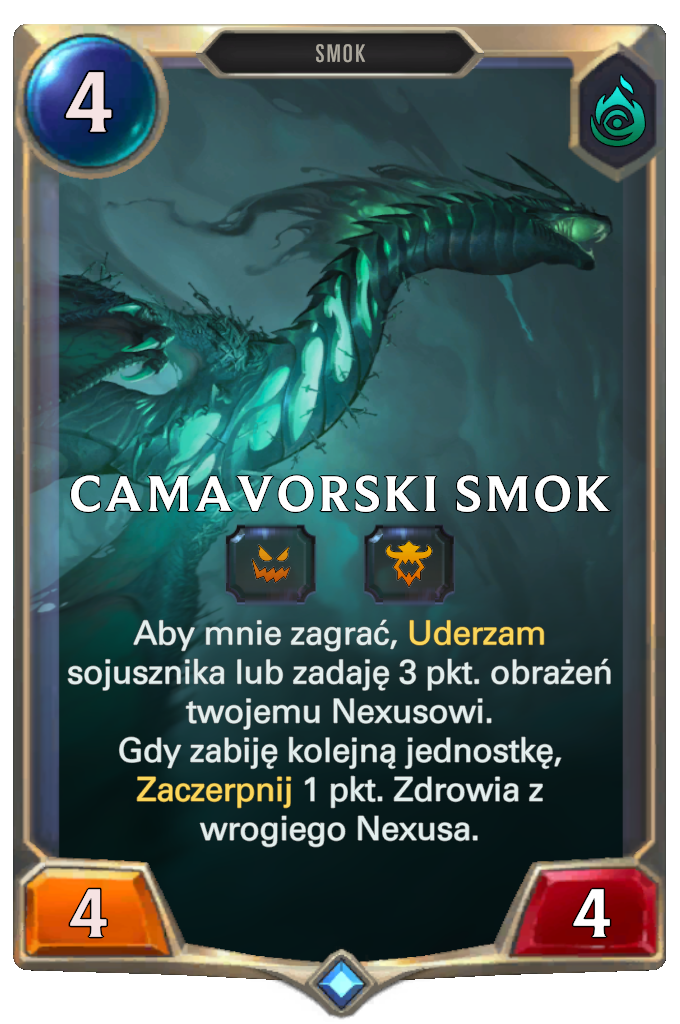 SMOK
4
CAMAVORSKI SMOK
Aby mnie zagrać, Uderzam
sojusznika lub zadaję 3 pkt. obrażeń
twojemu Nexusowi.
Gdy zabiję kolejną jednostkę,
Zaczerpnij 1 pkt. Zdrowia z
wrogiego Nexusa.
4
4